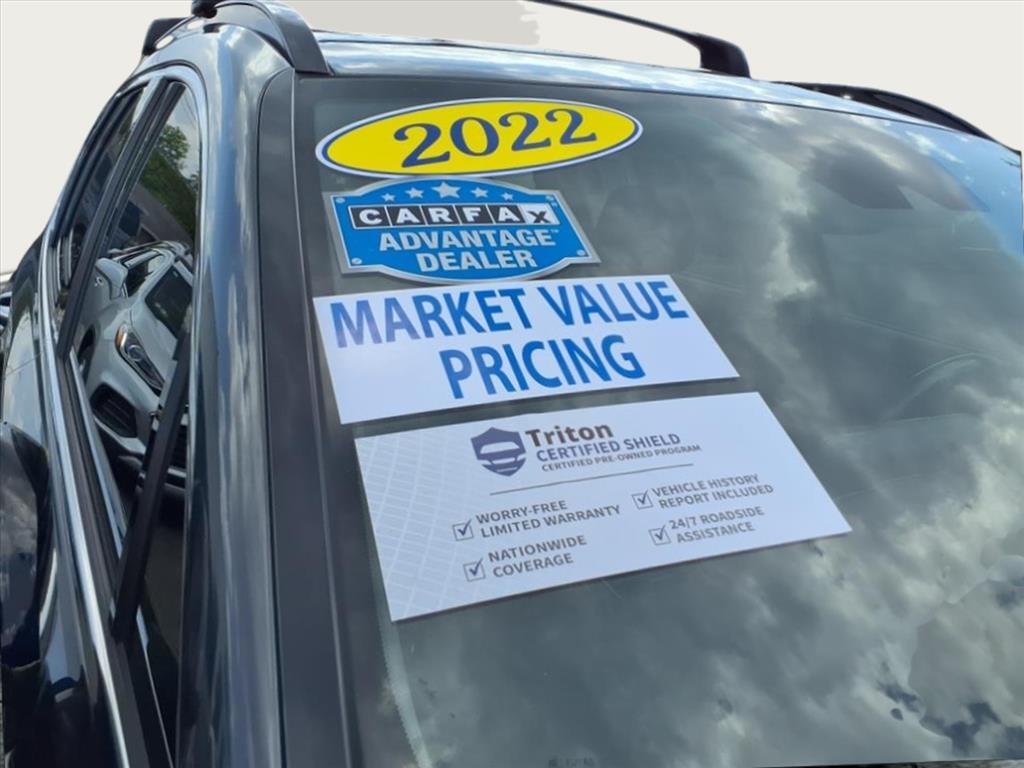 2022
CARFAX
ADVANTAGE™
DEALER
MARKET VALUE
PRICING
Triton
CERTIFIED SHIELD
CERTIFIED PRE-OWNED PROGRAM
WORRY-FREE
LIMITED WARRANTY
NATIONWIDE
COVERAGE
VEHICLE HISTORY
REPORT INCLUDED
24/7 ROADSIDE
ASSISTANCE